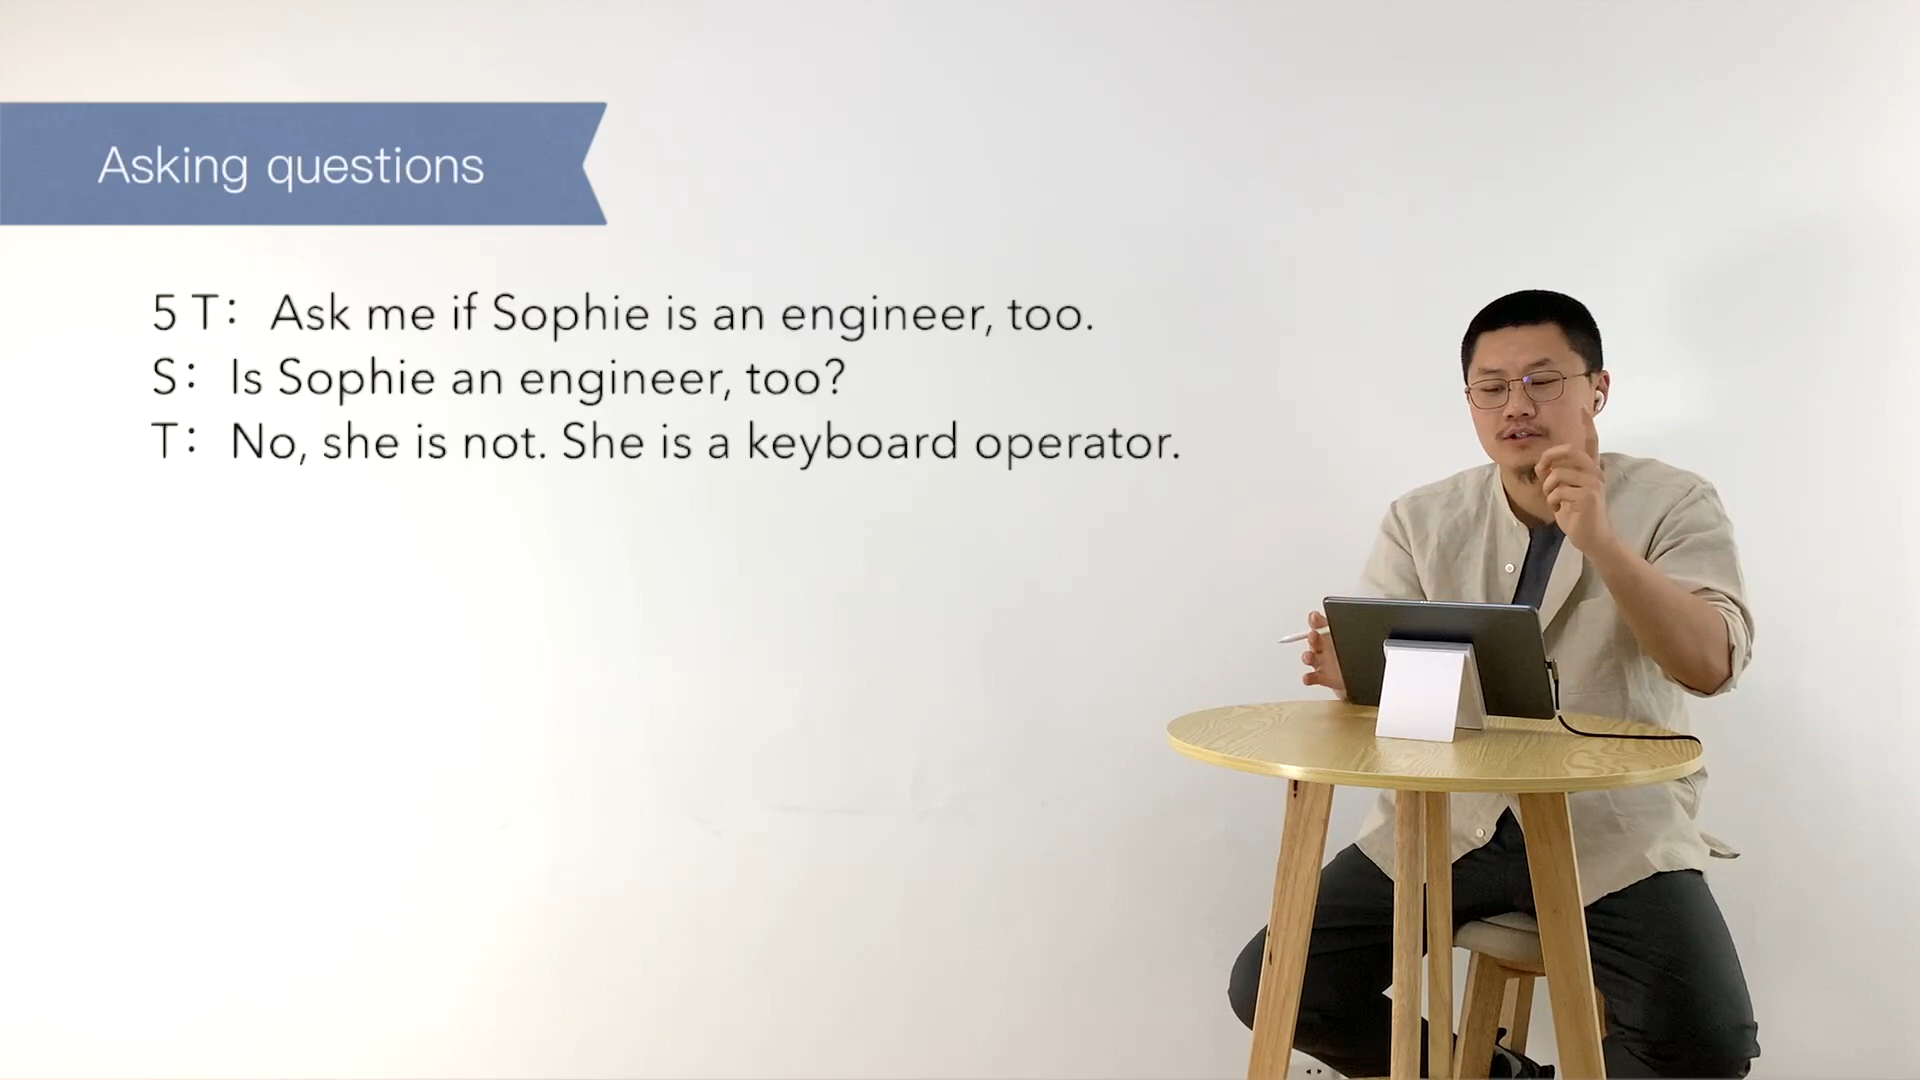 Asking questions
5 T： Ask me if Sophie is an engineer, too.
S： Is Sophie an engineer, too?
T： No, she is not. She is a keyboard operator.